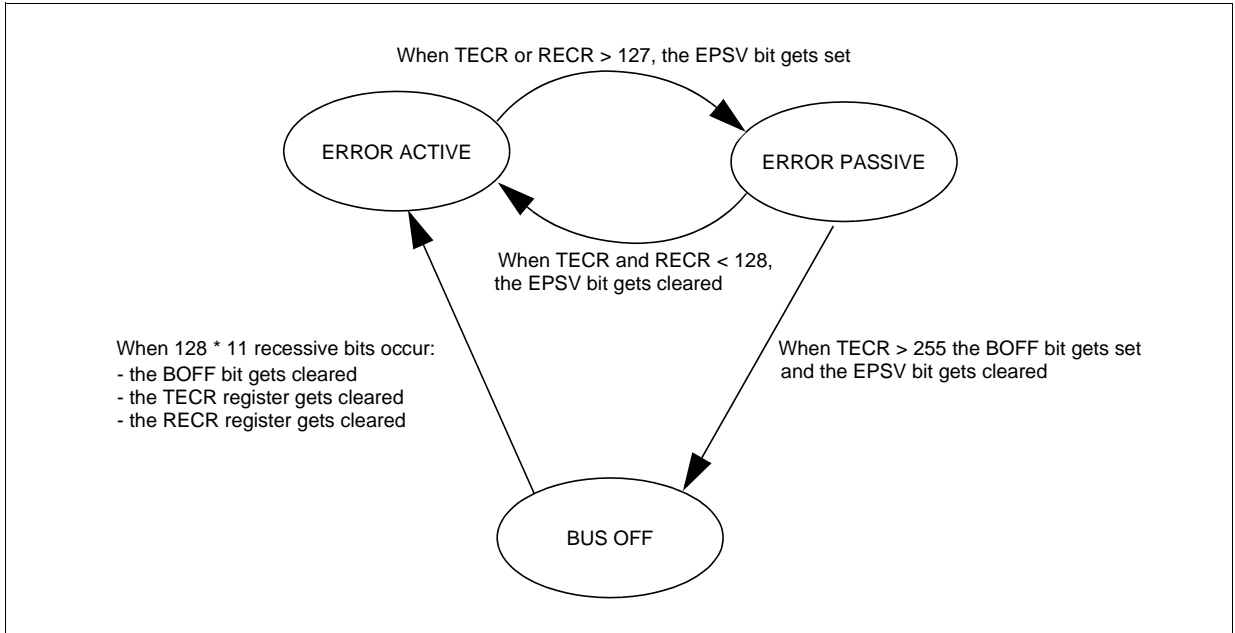 When TECR or RECR > 127, the EPSV bit gets set
ERROR ACTIVE
ERROR PASSIVE
When TECR and RECR < 128,
the EPSV bit gets cleared
When 128 * 11 recessive bits occur:
- the BOFF bit gets cleared
- the TECR register gets cleared
- the RECR register gets cleared
When TECR > 255 the BOFF bit gets set
and the EPSV bit gets cleared
BUS OFF